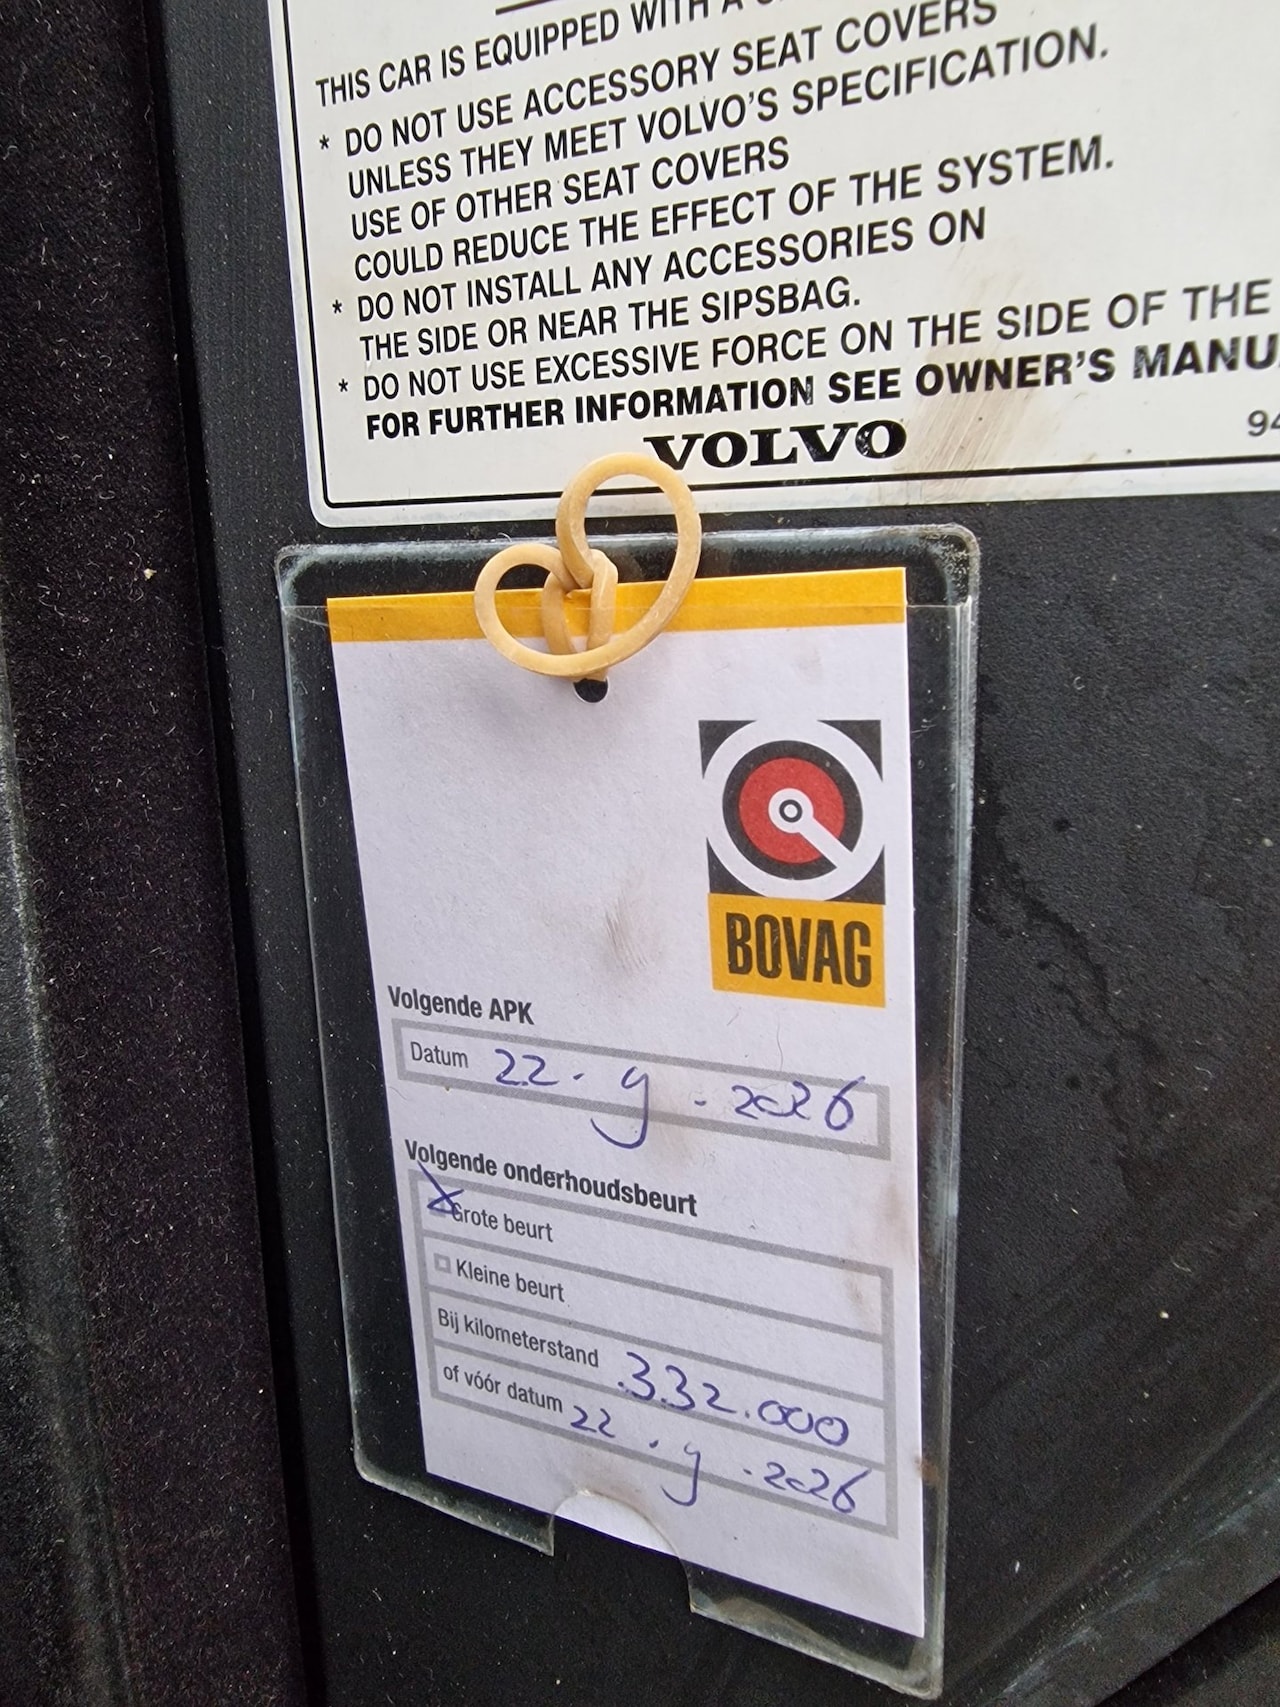 THIS CAR IS EQUIPPED WITH A
* DO NOT USE ACCESSORY SEAT COVERS
UNLESS THEY MEET VOLVO'S SPECIFICATION.
USE OF OTHER SEAT COVERS
COULD REDUCE THE EFFECT OF THE SYSTEM.
* DO NOT INSTALL ANY ACCESSORIES ON
THE SIDE OR NEAR THE SIPSBAG.
* DO NOT USE EXCESSIVE FORCE ON THE SIDE OF THE
FOR FURTHER INFORMATION SEE OWNER'S
VOLVO
BOVAG
Volgende APK
Datum 22. 9 . 2026
Volgende onderhoudsbeurt
Grote beurt
Kleine beurt
Bij kilometerstand 332.000
of vóór datum 22 . 9 . 2026